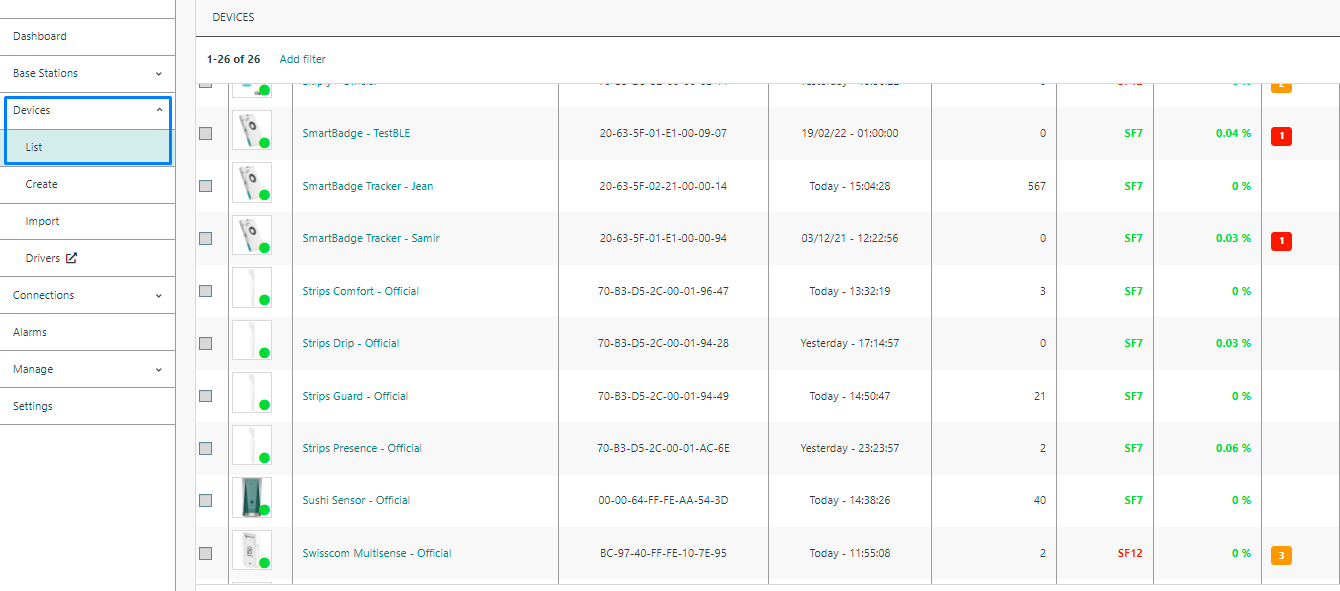 DEVICES
1-26 of 26 Add filter
Dashboard
Base Stations
Devices
List
Create
Import
Drivers
Connections
Alarms
Manage
Settings
SmartBadge - TestBLE 20-63-5F-01-E1-00-09-07 19/02/22 - 01:00:00 0 SF7 0.04 % 1
SmartBadge Tracker - Jean 20-63-5F-02-21-00-00-14 Today - 15:04:28 567 SF7 0 %
SmartBadge Tracker - Samir 20-63-5F-01-E1-00-00-94 03/12/21 - 12:22:56 0 SF7 0.03 % 1
Strips Comfort - Official 70-B3-D5-2C-00-01-96-47 Today - 13:32:19 3 SF7 0 %
Strips Drip - Official 70-B3-D5-2C-00-01-94-28 Yesterday - 17:14:57 0 SF7 0.03 %
Strips Guard - Official 70-B3-D5-2C-00-01-94-49 Today - 14:50:47 21 SF7 0 %
Strips Presence - Official 70-B3-D5-2C-00-01-AC-6E Yesterday - 23:23:57 2 SF7 0.06 %
Sushi Sensor - Official 00-00-64-FF-FE-AA-54-3D Today - 14:38:26 40 SF7 0 %
Swisscom Multisense - Official BC-97-40-FF-FE-10-7E-95 Today - 11:55:08 2 SF12 0 % 3